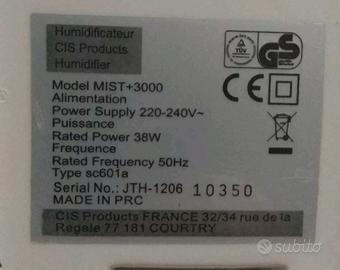 Humidificateur
CIS Products
Humidifier
TÜV
GS
Model MIST+3000
Alimentation
Power Supply 220-240V~
Puissance
Rated Power 38W
Frequence
Rated Frequency 50Hz
Type sc601a
Serial No.: JTH-1206 10350
MADE IN PRC
CIS Products FRANCE 32/34 rue de la
Régale 77 181 COURTRY
subito